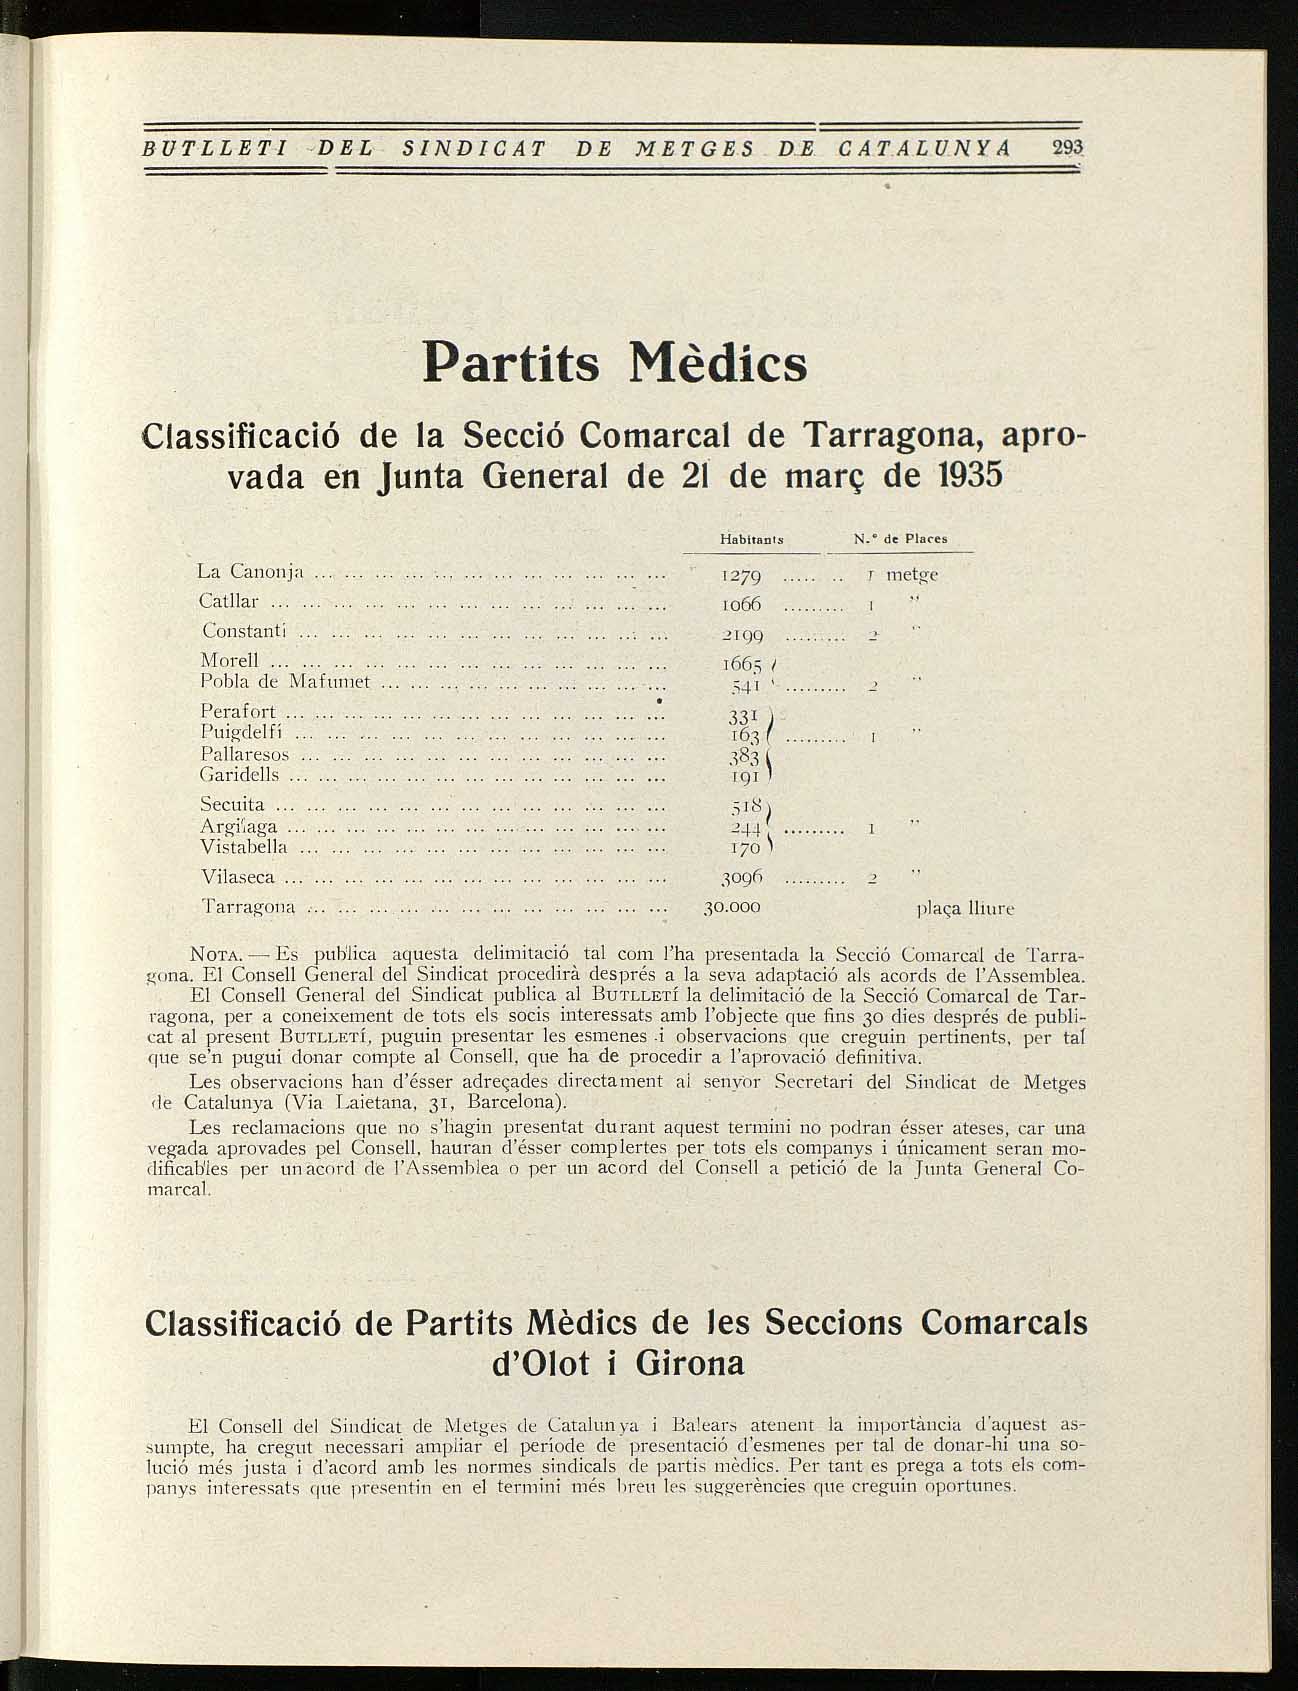 BUTLLETI DEL SINDICAT DE METGES DE CATALUNYA 293
Partits Mèdics
Classificació de la Secció Comarcal de Tarragona, apro-
vada en Junta General de 21 de març de 1935
Habitants N.º de Places
La Canonja ... 1279 ... 1 metge
Catllar ... 1066 ... 1 "
Constantí ... 2199 ... 2 "
Morell ... 1665
Pobla de Mafumet ... 541 ... 2 "
Perafort ... 331
Puigdelfí ... 163 ... 1 "
Pallaresos ... 383
Garidells ... 191
Secuita ... 518
Argilaga ... 244 ... 1 "
Vistabella ... 170
Vilaseca ... 3096 ... 2 "
Tarragona ... 30.000 plaça lliure
NOTA. — Es publica aquesta delimitació tal com l'ha presentada la Secció Comarcal de Tarra-
gona. El Consell General del Sindicat procedirà després a la seva adaptació als acords de l'Assemblea.
El Consell General del Sindicat publica al BUTLLETÍ la delimitació de la Secció Comarcal de Tar-
ragona, per a coneixement de tots els socis interessats amb l'objecte que fins 30 dies després de publi-
cat al present BUTLLETÍ, puguin presentar les esmenes i observacions que creguin pertinents, per tal
que se'n pugui donar compte al Consell, que ha de procedir a l'aprovació definitiva.
Les observacions han d'ésser adreçades directament al senyor Secretari del Sindicat de Metges
de Catalunya (Via Laietana, 31, Barcelona).
Les reclamacions que no s'hagin presentat durant aquest termini no podran ésser ateses, car una
vegada aprovades pel Consell, hauran d'ésser complertes per tots els companys i únicament seran mo-
dificables per un acord de l'Assemblea o per un acord del Consell a petició de la Junta General Co-
marcal.
Classificació de Partits Mèdics de les Seccions Comarcals
d'Olot i Girona
El Consell del Sindicat de Metges de Catalunya i Balears atenent la importància d'aquest as-
sumpte, ha cregut necessari ampliar el període de presentació d'esmenes per tal de donar-hi una so-
lució més justa i d'acord amb les normes sindicals de partis mèdics. Per tant es prega a tots els com-
panys interessats que presentin en el termini més breu les suggerències que creguin oportunes.